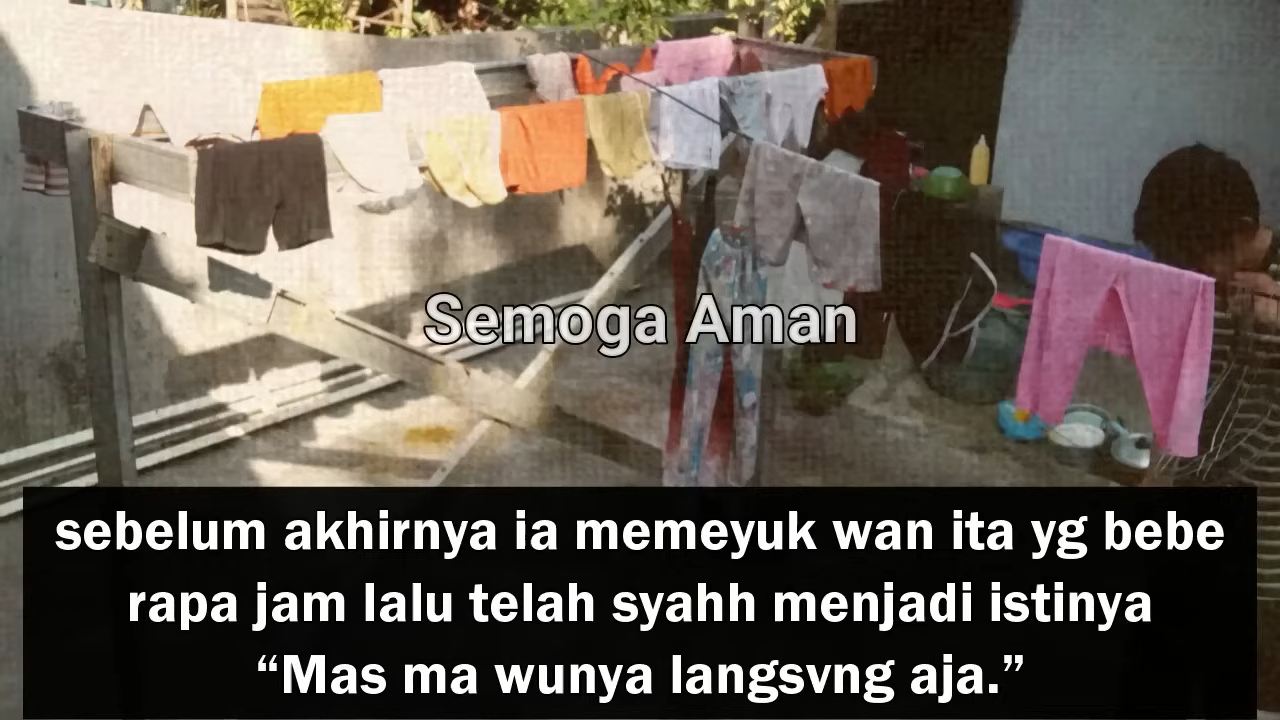 Semoga Aman
sebelum akhirnya ia memeyuk wan ita yg bebe
rapa jam lalu telah syahh menjadi istinya
“Mas ma wunya langsvng aja.”